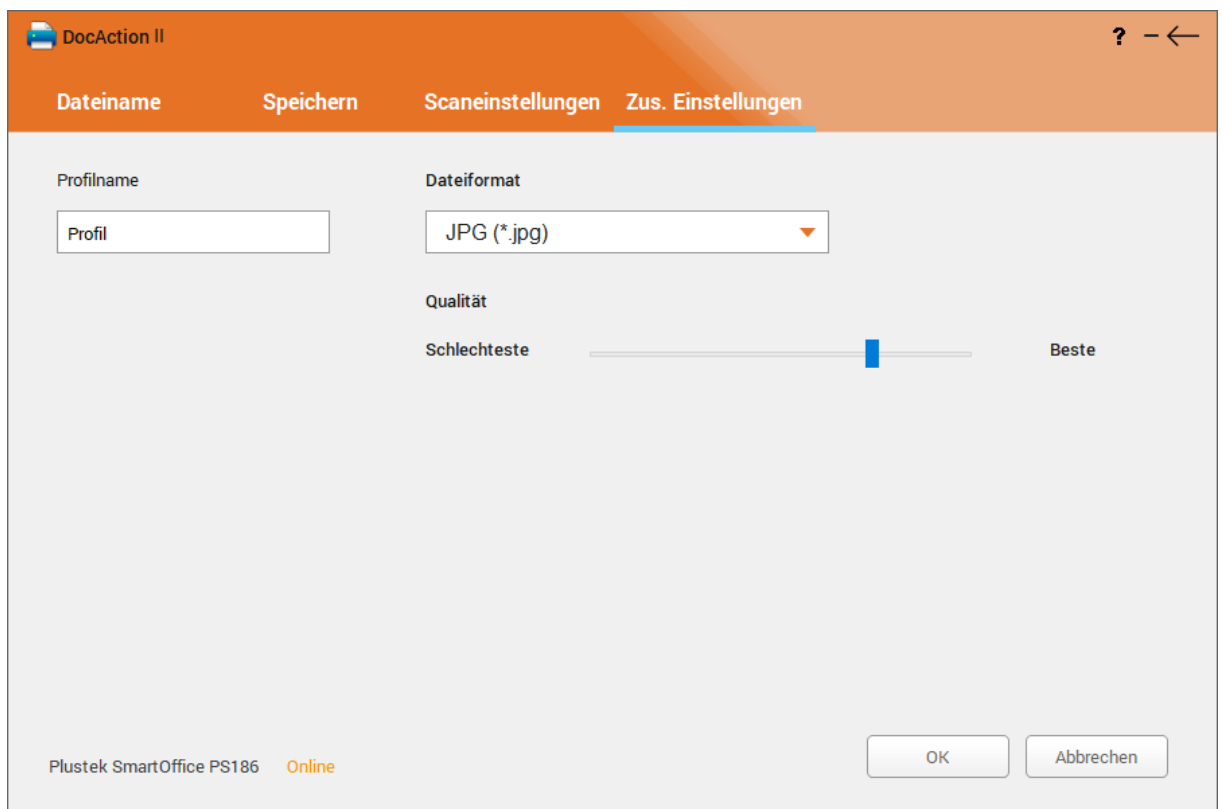 DocAction II
?
Dateiname Speichern Scaneinstellungen Zus. Einstellungen
Profilname Dateiformat
Profil JPG (*.jpg)
Qualität
Schlechteste Beste
OK Abbrechen
Plustek SmartOffice PS186 Online